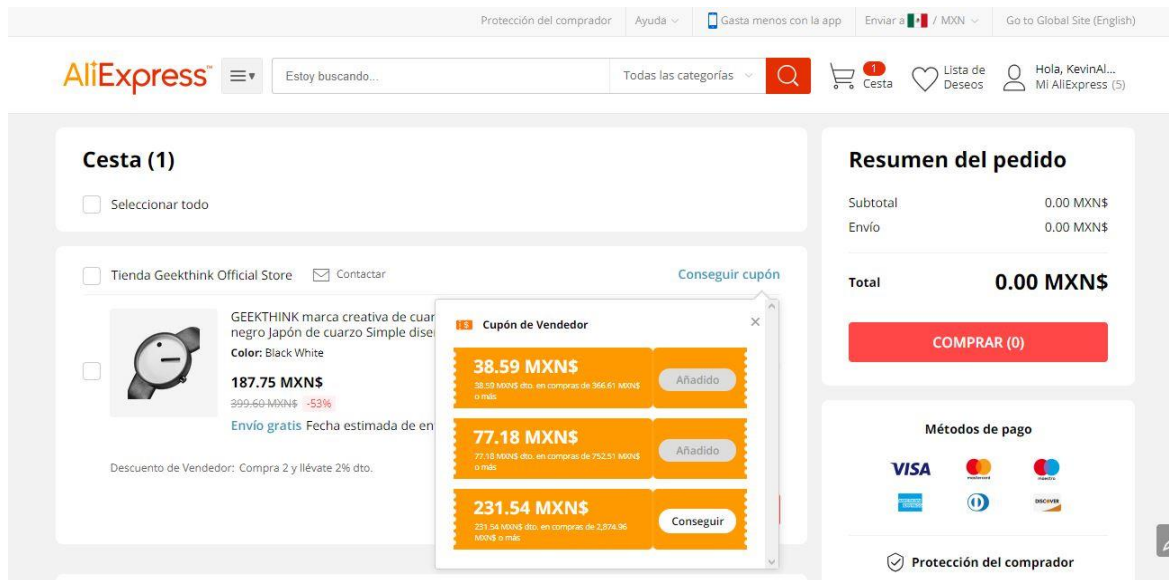 Protección del comprador
Ayuda
Gasta menos con la app
Enviar a / MXN
Go to Global Site (English)
AliExpress™
Estoy buscando...
Todas las categorías
1
Cesta
Lista de
Deseos
Hola, KevinAl...
Mi AliExpress (5)
Cesta (1)
Seleccionar todo
Tienda Geekthink Official Store
Contactar
Conseguir cupón
GEEKTHINK marca creativa de cuar
negro Japón de cuarzo Simple dise
Color: Black White
187.75 MXN$
399.60 MXN$ -53%
Envío gratis Fecha estimada de en
Descuento de Vendedor: Compra 2 y llévate 2% dto.
Cupón de Vendedor
38.59 MXN$
38.59 MXN$ dto. en compras de 366.61 MXN$
o más
Añadido
77.18 MXN$
77.18 MXN$ dto. en compras de 752.51 MXN$
o más
Añadido
231.54 MXN$
231.54 MXN$ dto. en compras de 2,874.96
MXN$ o más
Conseguir
Resumen del pedido
Subtotal 0.00 MXN$
Envío 0.00 MXN$
Total 0.00 MXN$
COMPRAR (0)
Métodos de pago
VISA
mastercard
maestro
DISCOVER
Protección del comprador